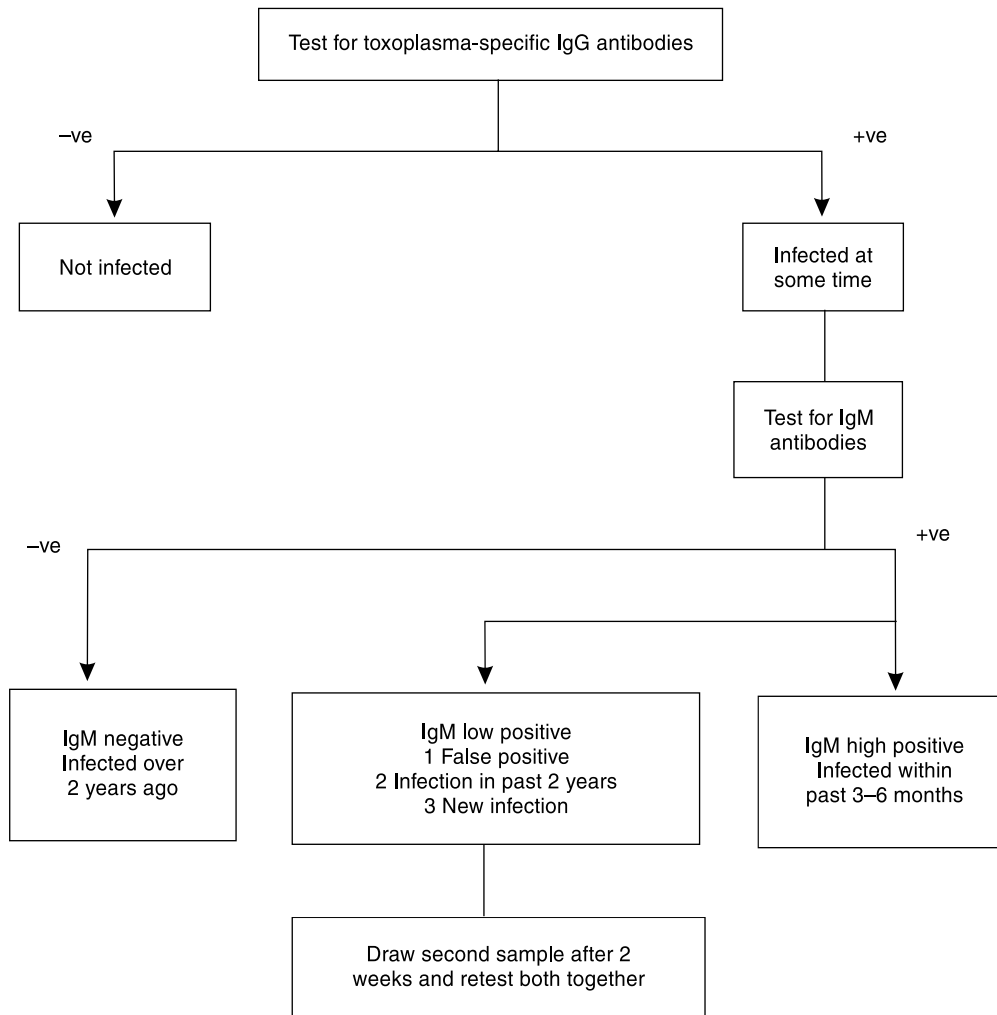 Test for toxoplasma-specific IgG antibodies
–ve
+ve
Not infected
Infected at
some time
Test for IgM
antibodies
–ve
+ve
IgM negative
Infected over
2 years ago
IgM low positive
1 False positive
2 Infection in past 2 years
3 New infection
IgM high positive
Infected within
past 3–6 months
Draw second sample after 2
weeks and retest both together